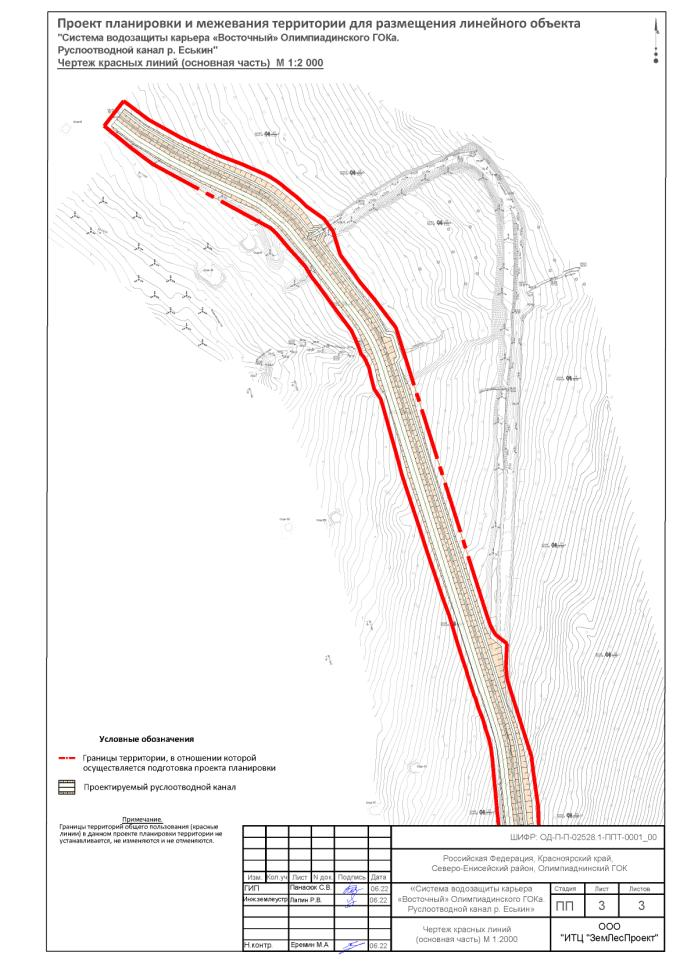 Проект планировки и межевания территории для размещения линейного объекта
"Система водозащиты карьера «Восточный» Олимпиадинского ГОКа.
Руслоотводной канал р. Еськин"
Чертеж красных линий (основная часть) М 1:2 000
Условные обозначения
Границы территории, в отношении которой
осуществляется подготовка проекта планировки
Проектируемый руслоотводной канал
Примечание.
Границы территорий общего пользования (красные
линии) в данном проекте планировки территории не
устанавливается, не изменяются и не отменяются.
ШИФР: ОД-П-П-02528.1-ППТ-0001_00
Российская Федерация, Красноярский край,
Северо-Енисейский район, Олимпиаднинский ГОК
Изм. Кол.уч Лист N док. Подпись Дата
ГИП Панасюк С.В. 06.22
Инж.землеустр. Лапин Р.В. 06.22
Н.контр. Еремин М.А 06.22
«Система водозащиты карьера
«Восточный» Олимпиадинского ГОКа.
Руслоотводной канал р. Еськин»
Стадия Лист Листов
ПП 3 3
Чертеж красных линий
(основная часть) М 1:2000
ООО
"ИТЦ "ЗемЛесПроект"